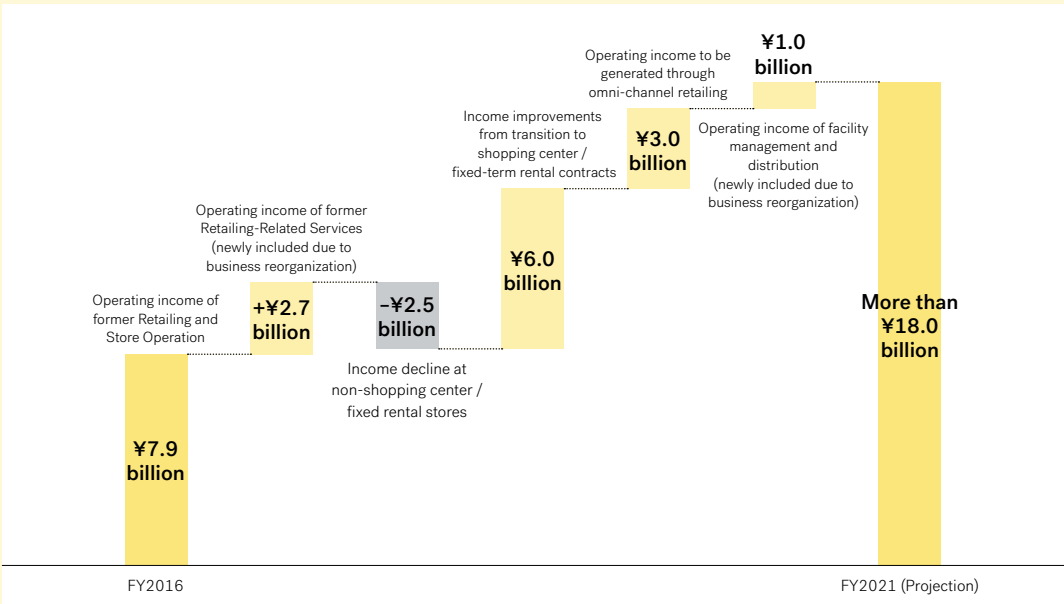 Operating income of
former Retailing and
Store Operation
¥7.9
billion
Operating income of former
Retailing-Related Services
(newly included due to
business reorganization)
+¥2.7
billion
–¥2.5
billion
Income decline at
non-shopping center /
fixed rental stores
Income improvements
from transition to
shopping center /
fixed-term rental contracts
¥6.0
billion
Operating income to be
generated through
omni-channel retailing
¥3.0
billion
¥1.0
billion
Operating income of facility
management and
distribution
(newly included due to
business reorganization)
More than
¥18.0
billion
FY2016
FY2021 (Projection)